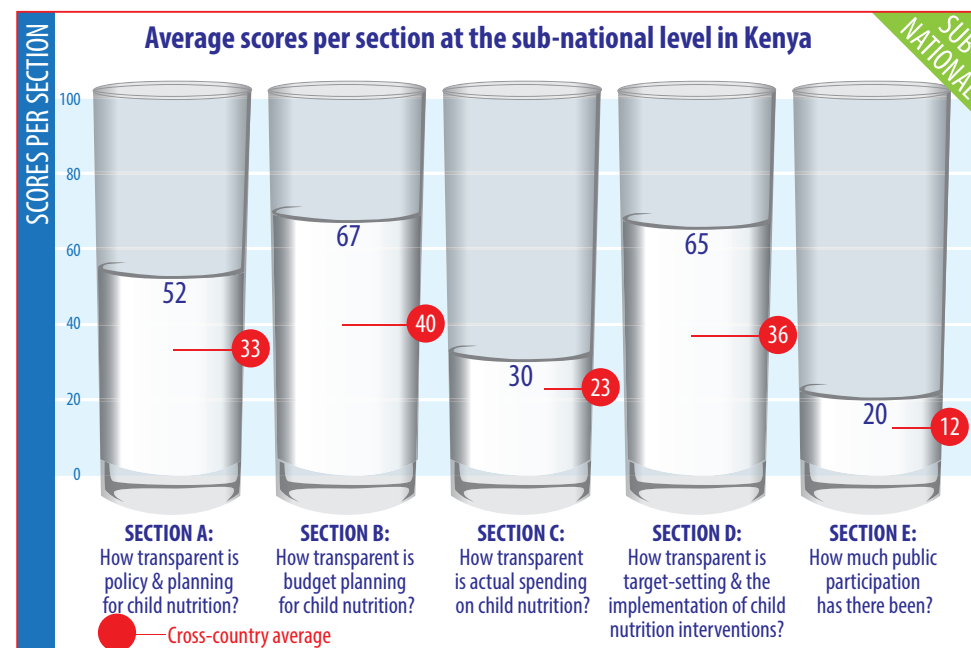 Average scores per section at the sub-national level in Kenya
SUB
NATIONAL
SCORES PER SECTION
100
80
60
40
20
0
52
33
67
40
30
23
65
36
20
12
SECTION A:
How transparent is
policy & planning
for child nutrition?
SECTION B:
How transparent is
budget planning
for child nutrition?
SECTION C:
How transparent
is actual spending
on child nutrition?
SECTION D:
How transparent is
target-setting & the
implementation of child
nutrition interventions?
SECTION E:
How much public
participation
has there been?
Cross-country average